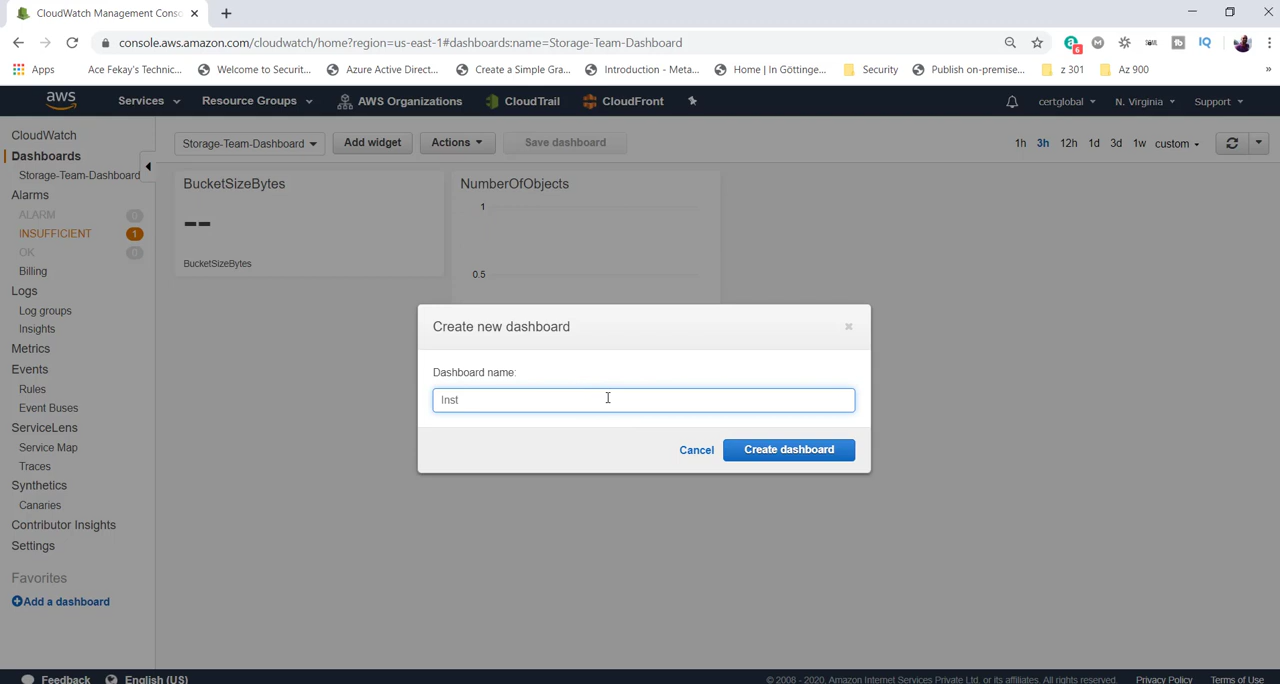 CloudWatch Management Conso
console.aws.amazon.com/cloudwatch/home?region=us-east-1#dashboards:name=Storage-Team-Dashboard
6
IQ
Apps Ace Fekay's Technic... Welcome to Securit... Azure Active Direct... Create a Simple Gra... Introduction - Meta... Home | In Göttinge... Security Publish on-premise... z 301 Az 900 »
aws Services Resource Groups AWS Organizations CloudTrail CloudFront certglobal N. Virginia Support
CloudWatch
Dashboards
Storage-Team-Dashboard
Alarms
ALARM 0
INSUFFICIENT 1
OK 0
Billing
Logs
Log groups
Insights
Metrics
Events
Rules
Event Buses
ServiceLens
Service Map
Traces
Synthetics
Canaries
Contributor Insights
Settings
Favorites
Add a dashboard
Storage-Team-Dashboard Add widget Actions Save dashboard 1h 3h 12h 1d 3d 1w custom
BucketSizeBytes
--
BucketSizeBytes
NumberOfObjects
1
0.5
Create new dashboard
Dashboard name:
Inst
Cancel Create dashboard
Feedback English (US) © 2008 - 2020, Amazon Internet Services Private Ltd. or its affiliates. All rights reserved. Privacy Policy Terms of Use